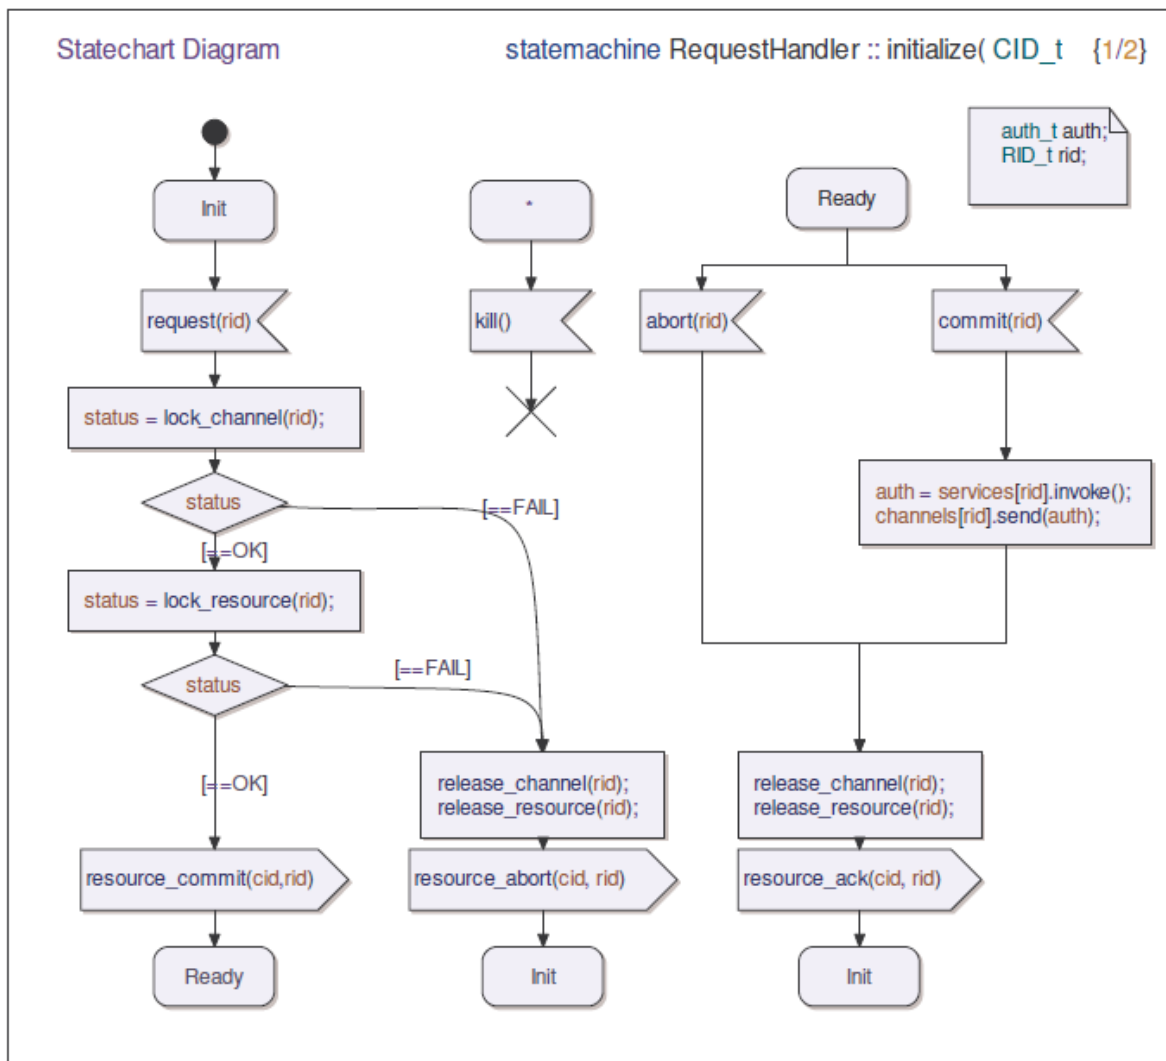 Statechart Diagram
statemachine RequestHandler :: initialize( CID_t {1/2}
auth_t auth;
RID_t rid;
Init
*
Ready
request(rid)
kill()
abort(rid)
commit(rid)
status = lock_channel(rid);
status
[==FAIL]
auth = services[rid].invoke();
channels[rid].send(auth);
[==OK]
status = lock_resource(rid);
status
[==FAIL]
[==OK]
release_channel(rid);
release_resource(rid);
release_channel(rid);
release_resource(rid);
resource_commit(cid,rid)
resource_abort(cid, rid)
resource_ack(cid, rid)
Ready
Init
Init